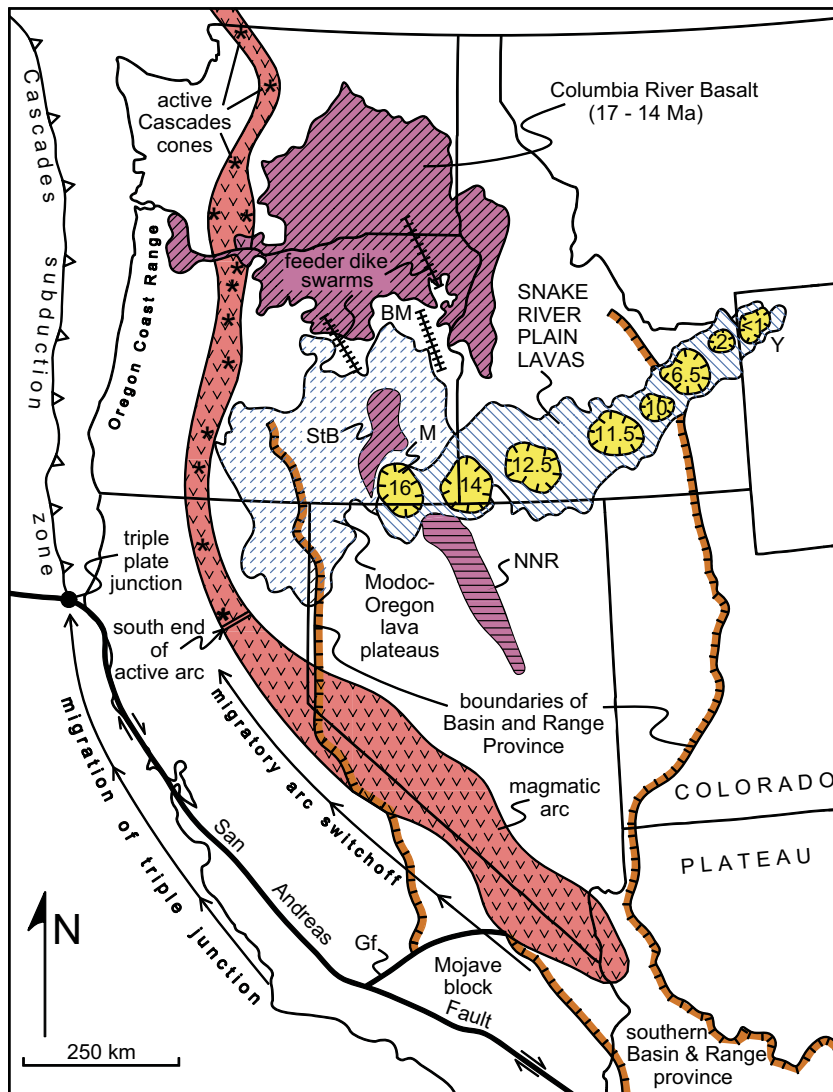 Cascades
subduction
zone
active
Cascades
cones
Columbia River Basalt
(17 - 14 Ma)
Oregon Coast Range
feeder dike
swarms
BM
SNAKE
RIVER
PLAIN
LAVAS
<1
2
Y
6.5
10
11.5
12.5
14
16
StB
M
triple
plate
junction
south end
of
active arc
Modoc-
Oregon
lava
plateaus
NNR
boundaries of
Basin and Range
Province
magmatic
arc
COLORADO
PLATEAU
migration of triple junction
migratory arc switchoff
San
Andreas
Fault
Gf
Mojave
block
N
250 km
southern
Basin & Range
province